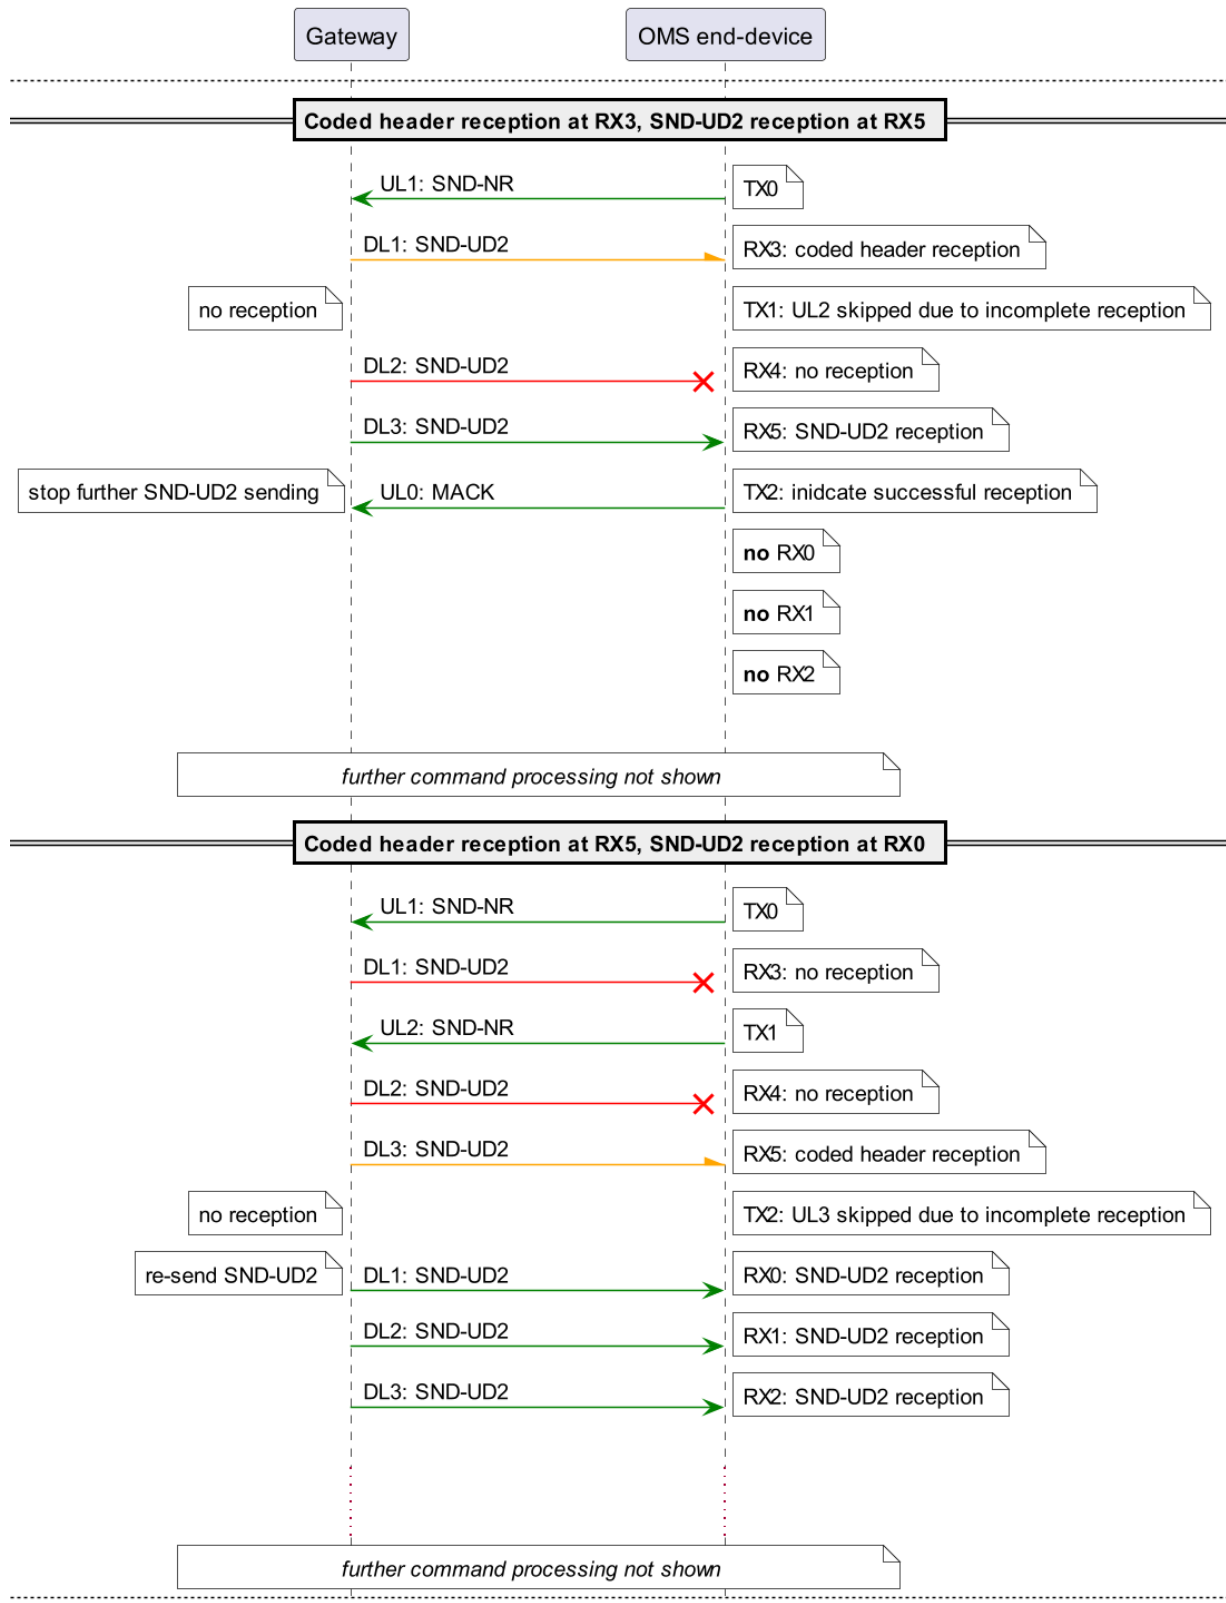 Gateway
OMS end-device
Coded header reception at RX3, SND-UD2 reception at RX5
UL1: SND-NR
TX0
DL1: SND-UD2
RX3: coded header reception
no reception
TX1: UL2 skipped due to incomplete reception
DL2: SND-UD2
RX4: no reception
DL3: SND-UD2
RX5: SND-UD2 reception
stop further SND-UD2 sending
UL0: MACK
TX2: inidcate successful reception
no RX0
no RX1
no RX2
further command processing not shown
Coded header reception at RX5, SND-UD2 reception at RX0
UL1: SND-NR
TX0
DL1: SND-UD2
RX3: no reception
UL2: SND-NR
TX1
DL2: SND-UD2
RX4: no reception
DL3: SND-UD2
RX5: coded header reception
no reception
TX2: UL3 skipped due to incomplete reception
re-send SND-UD2
DL1: SND-UD2
RX0: SND-UD2 reception
DL2: SND-UD2
RX1: SND-UD2 reception
DL3: SND-UD2
RX2: SND-UD2 reception
further command processing not shown